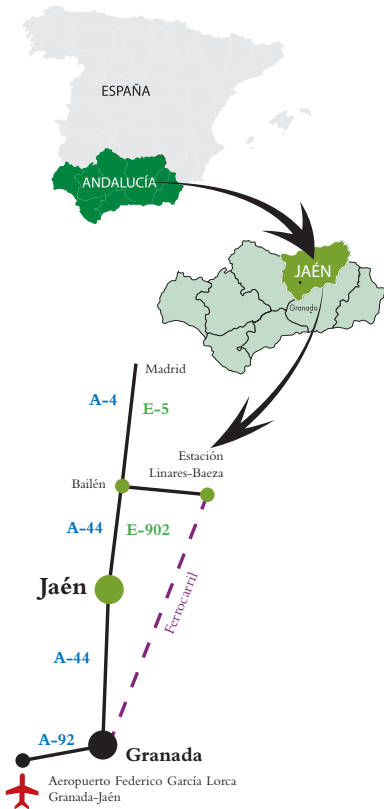 ESPAÑA
ANDALUCÍA
JAÉN
Granada
Madrid
A-4
E-5
Estación
Linares-Baeza
Bailén
A-44
E-902
Jaén
Ferrocarril
A-44
A-92
Granada
Aeropuerto Federico García Lorca
Granada-Jaén